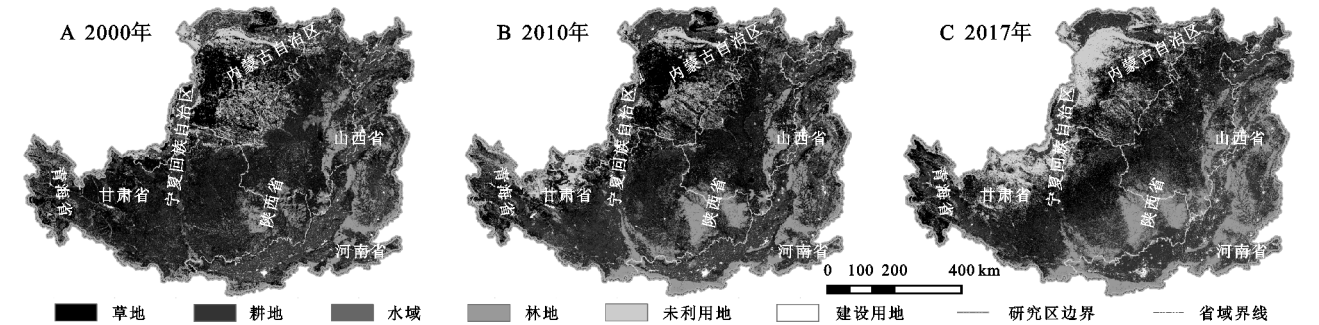 A 2000年
内蒙古自治区
宁夏回族自治区
山西省
青海省
甘肃省
陕西省
河南省
B 2010年
内蒙古自治区
宁夏回族自治区
山西省
青海省
甘肃省
陕西省
河南省
C 2017年
内蒙古自治区
宁夏回族自治区
山西省
青海省
甘肃省
陕西省
河南省
0 100 200 400 km
草地 耕地 水域 林地 未利用地 建设用地 研究区边界 省域界线